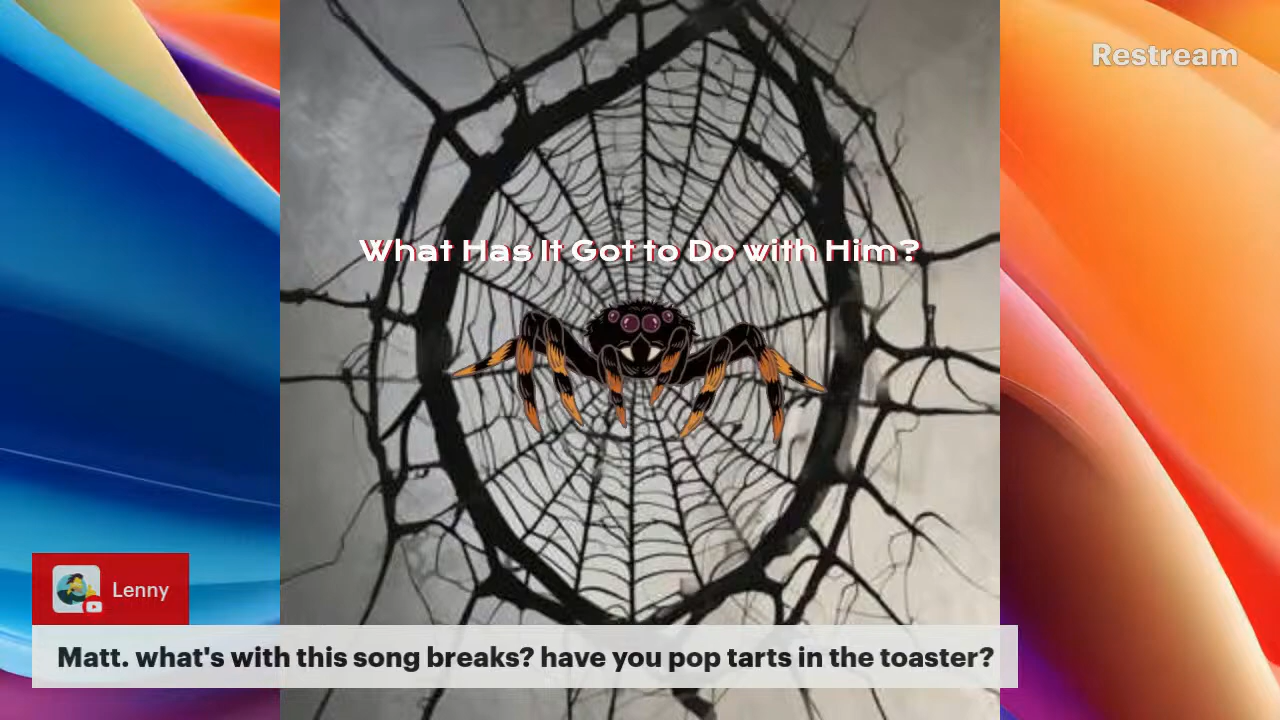 Restream
What Has It Got to Do with Him?
Lenny
Matt. what's with this song breaks? have you pop tarts in the toaster?